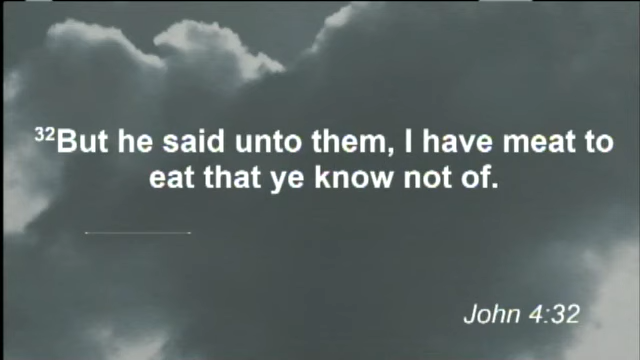 32But he said unto them, I have meat to
eat that ye know not of.
John 4:32